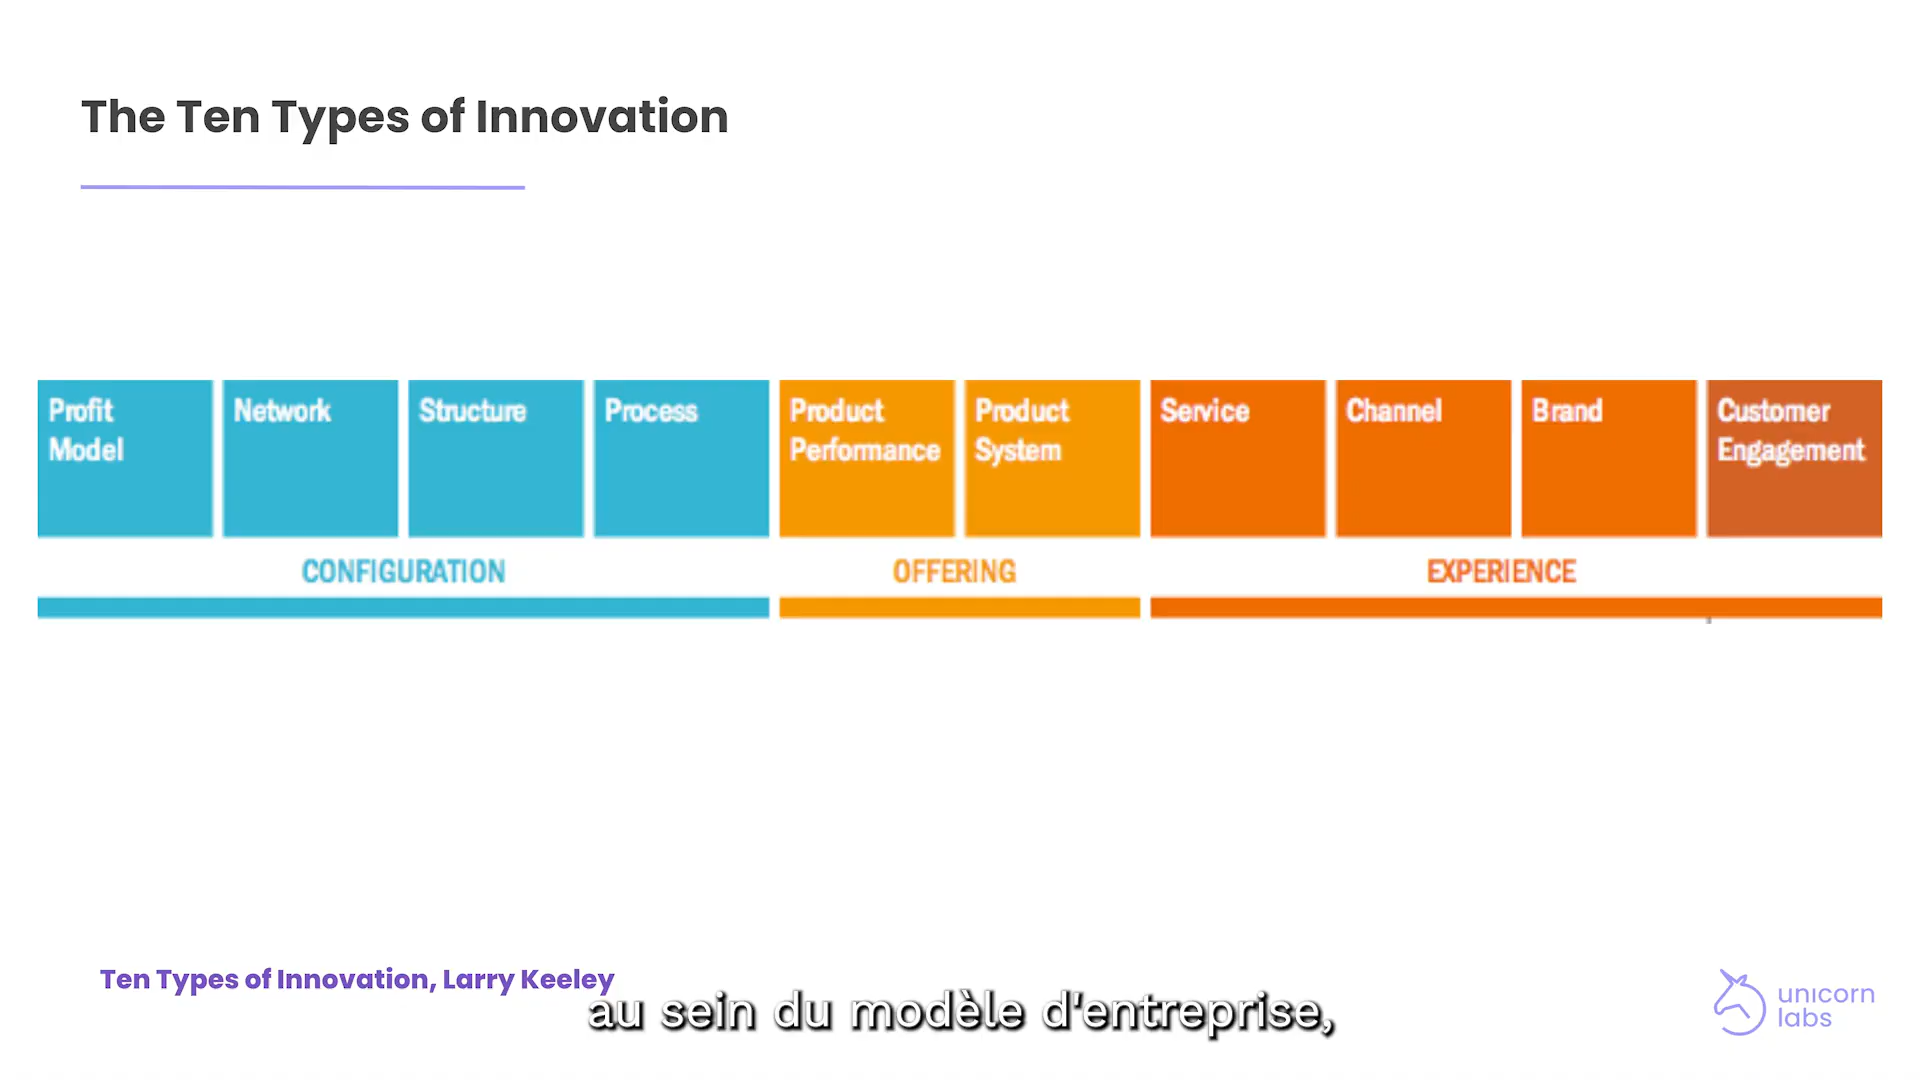 The Ten Types of Innovation
Profit
Model
Network
Structure
Process
Product
Performance
Product
System
Service
Channel
Brand
Customer
Engagement
CONFIGURATION
OFFERING
EXPERIENCE
Ten Types of Innovation, Larry Keeley
au sein du modèle d'entreprise,
unicorn
labs